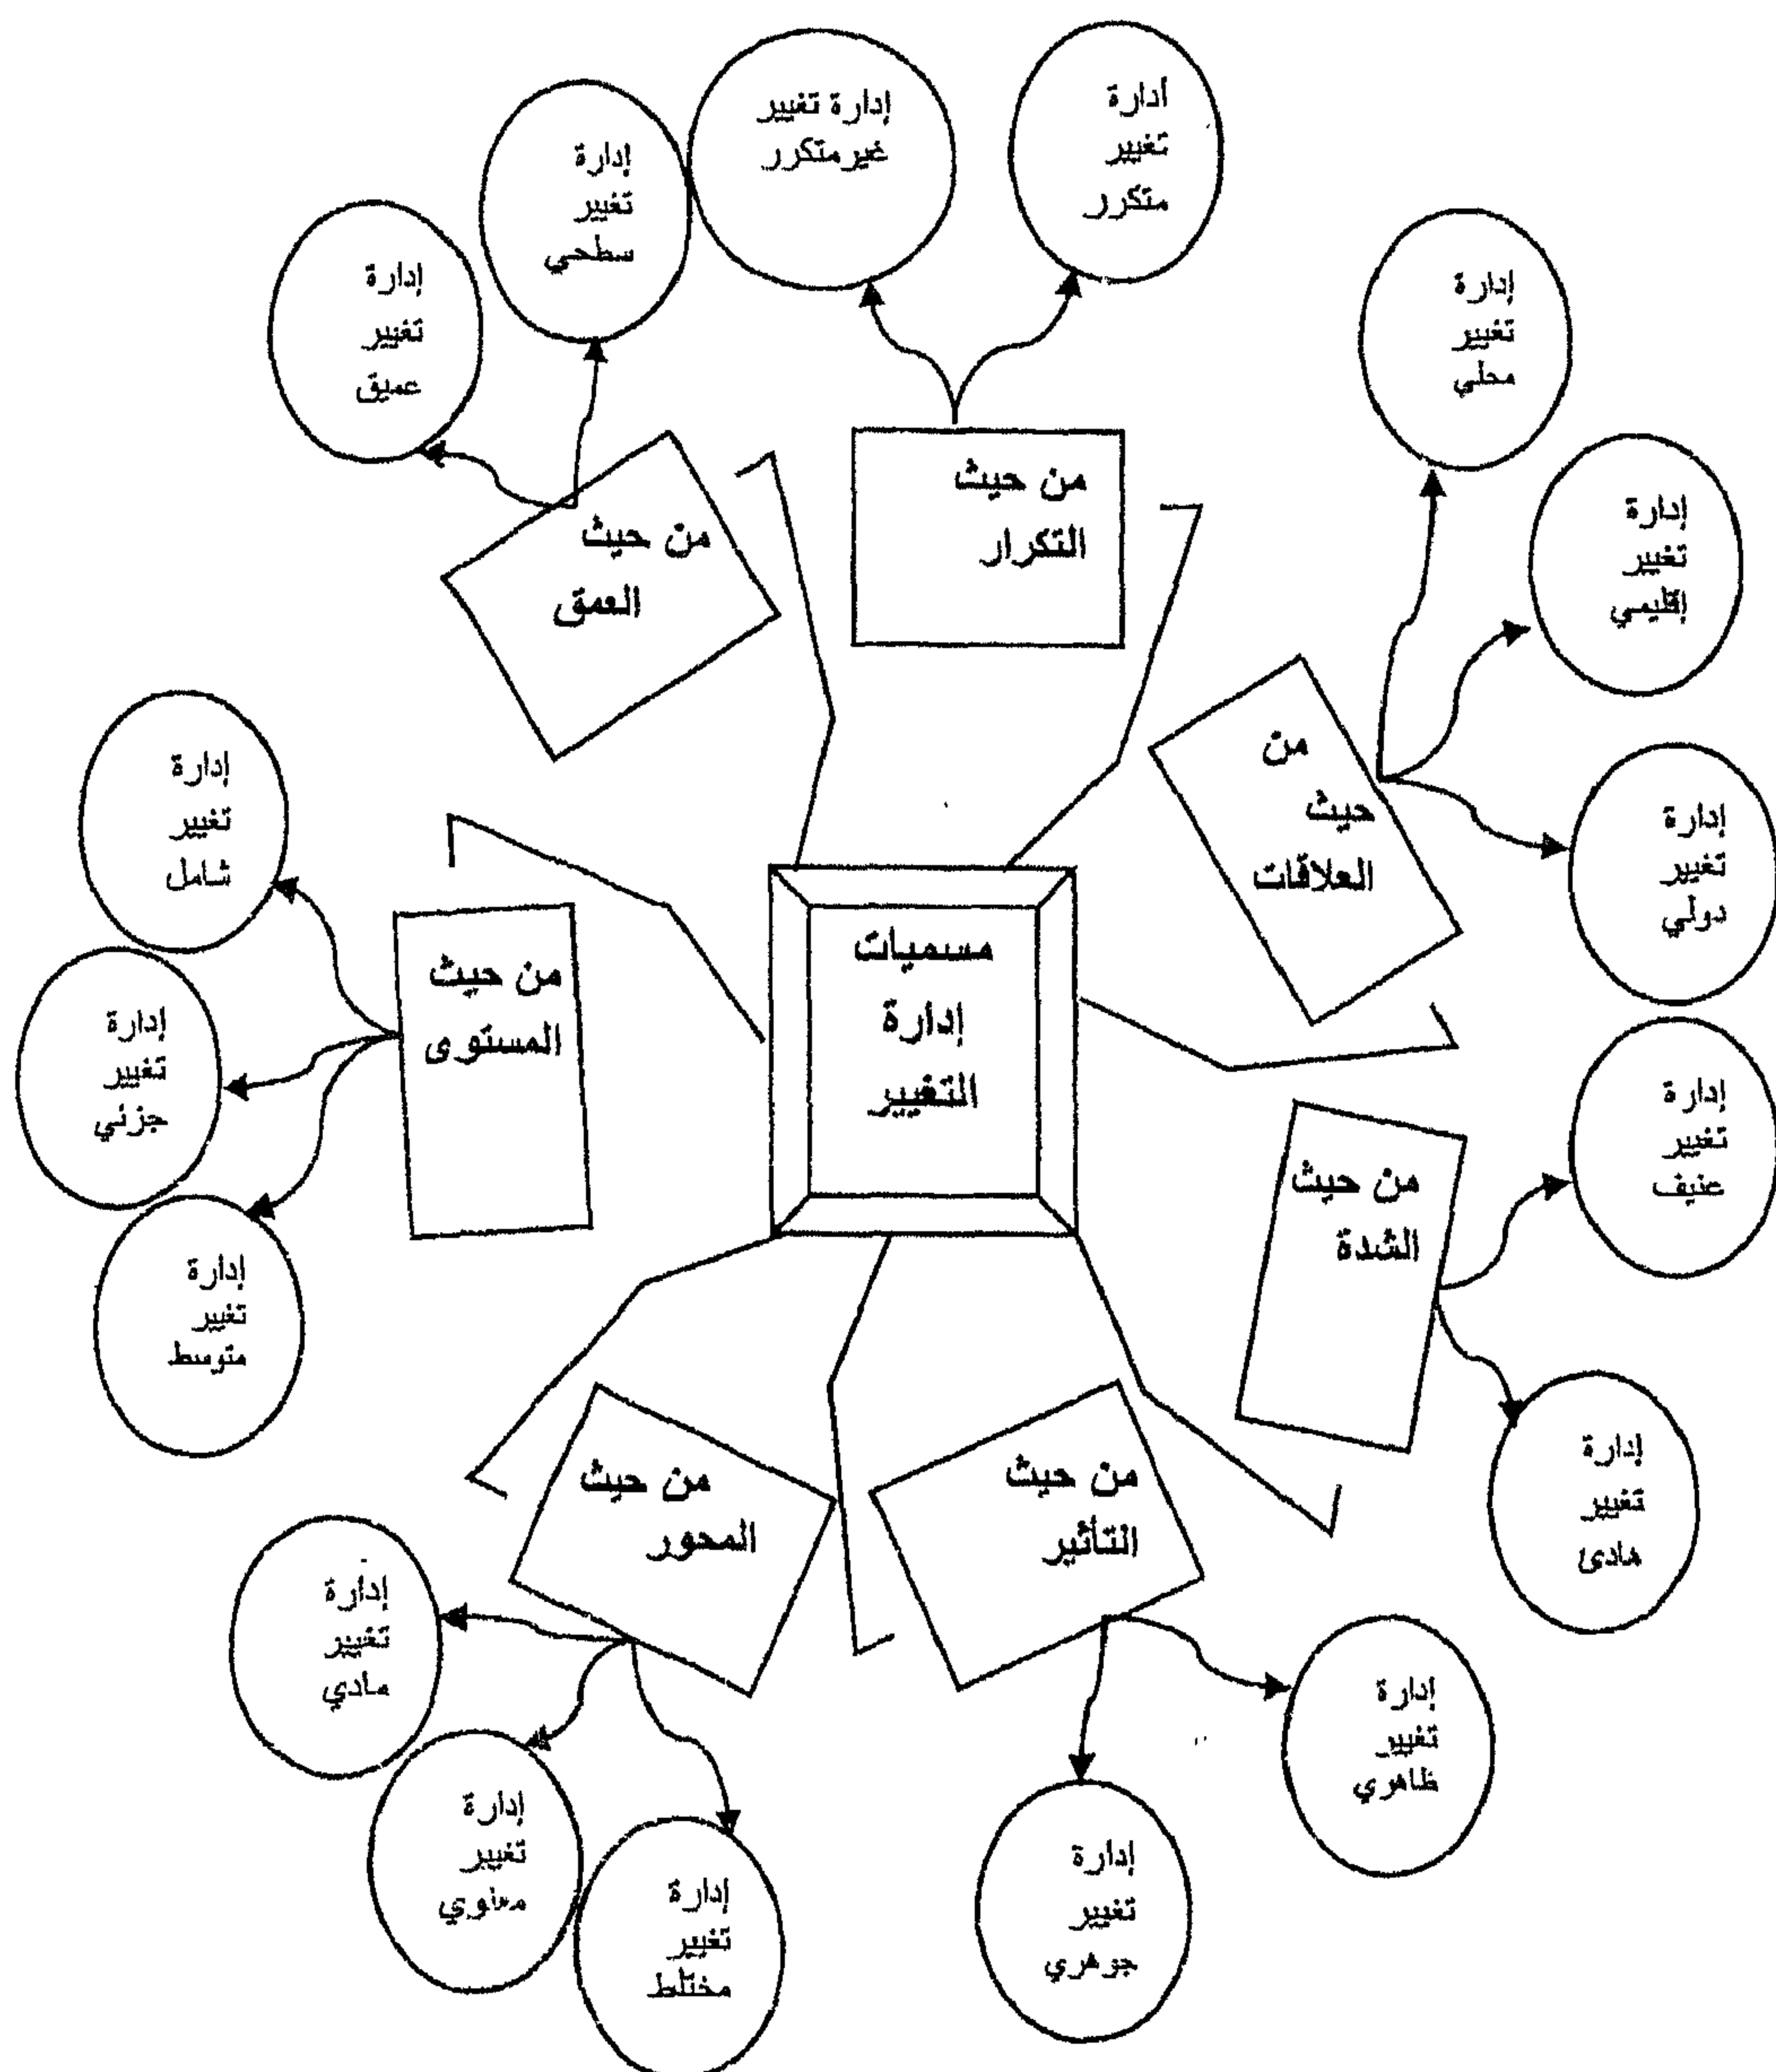 مسميات
إدارة
التغيير
من حيث
التكرار
أدارة
تغيير
متكرر
إدارة تغيير
غير متكرر
من
حيث
العلاقات
إدارة
تغيير
محلي
إدارة
تغيير
إقليمي
إدارة
تغيير
دولي
من حيث
الشدة
إدارة
تغيير
عنيف
إدارة
تغيير
هادئ
من حيث
التأثير
إدارة
تغيير
ظاهري
إدارة
تغيير
جوهري
من حيث
المحور
إدارة
تغيير
مادي
إدارة
تغيير
معنوي
إدارة
تغيير
مختلط
من حيث
المستوى
إدارة
تغيير
شامل
إدارة
تغيير
جزئي
إدارة
تغيير
متوسط
من حيث
العمق
إدارة
تغيير
سطحي
إدارة
تغيير
عميق